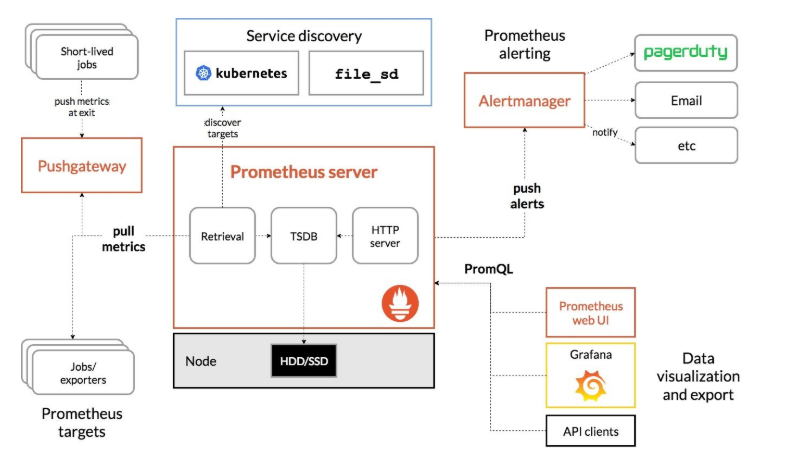 Short-lived
jobs
push metrics
at exit
Pushgateway
pull
metrics
Jobs/
exporters
Prometheus
targets
Service discovery
kubernetes
file_sd
discover
targets
Prometheus server
Retrieval
TSDB
HTTP
server
Node
HDD/SSD
Prometheus
alerting
Alertmanager
pagerduty
Email
notify
etc
push
alerts
PromQL
Prometheus
web UI
Grafana
API clients
Data
visualization
and export